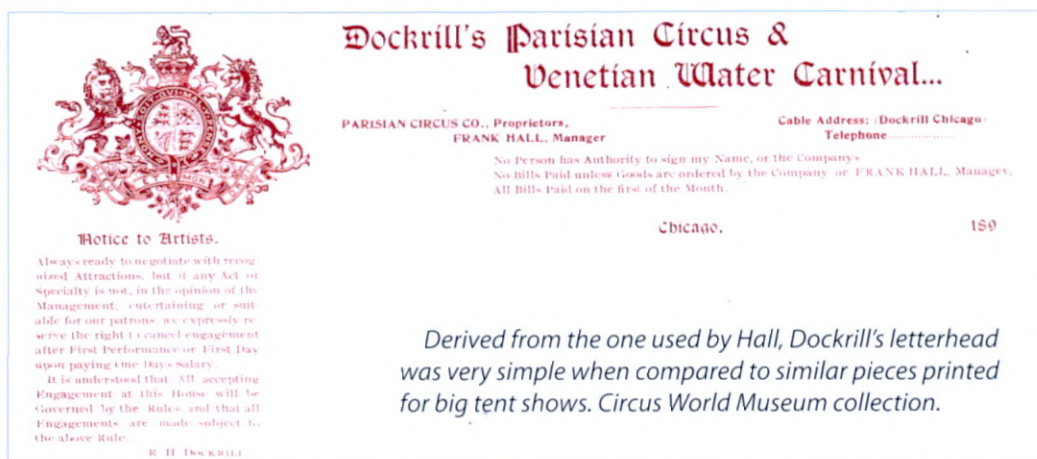 Dockrill's Parisian Circus &
Venetian Water Carnival...
PARISIAN CIRCUS CO., Proprietors,
FRANK HALL, Manager
Cable Address: (Dockrill Chicago)
Telephone
No Person has Authority to sign my Name, or the Companys
No Bills Paid unless Goods are ordered by the Company or FRANK HALL, Manager,
All Bills Paid on the first of the Month.
Chicago, 189
HONI SOIT QUI MAL Y PENSE
DIEU ET MON
Notice to Artists.
Always ready to negotiate with recog-
nized Attractions, but if any Act or
Specialty is not, in the opinion of the
Management, entertaining or suit-
able for our patrons, we expressly re-
serve the right to cancel engagement
after First Performance or First Day
upon paying One Days Salary.
It is understood that All accepting
Engagement at this House will be
Governed by the Rules and that all
Engagements are made subject to
the above Rule.
R H DOCKRILL.
Derived from the one used by Hall, Dockrill's letterhead
was very simple when compared to similar pieces printed
for big tent shows. Circus World Museum collection.